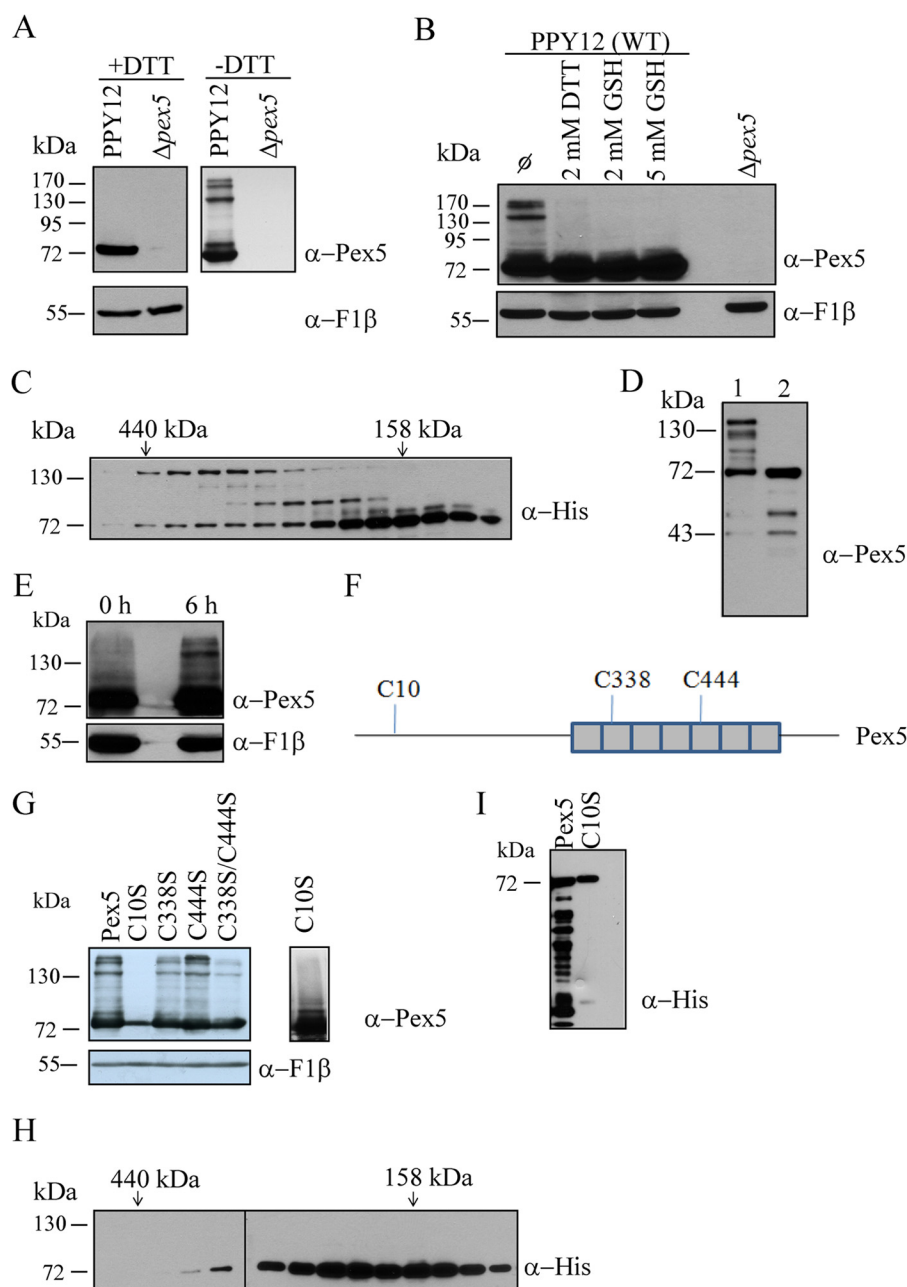 A
+DTT
-DTT
PPY12
Δpex5
PPY12
Δpex5
kDa
170
130
95
72
α–Pex5
55
α–F1β
B
PPY12 (WT)
ø
2 mM DTT
2 mM GSH
5 mM GSH
Δpex5
kDa
170
130
95
72
α–Pex5
55
α–F1β
C
kDa
440 kDa
158 kDa
130
72
α–His
D
kDa
1
2
130
72
43
α–Pex5
E
kDa
0 h
6 h
130
72
α–Pex5
55
α–F1β
F
C10
C338
C444
Pex5
G
kDa
Pex5
C10S
C338S
C444S
C338S/C444S
C10S
130
72
α–Pex5
55
α–F1β
I
kDa
Pex5
C10S
72
α–His
H
kDa
440 kDa
158 kDa
130
72
α–His